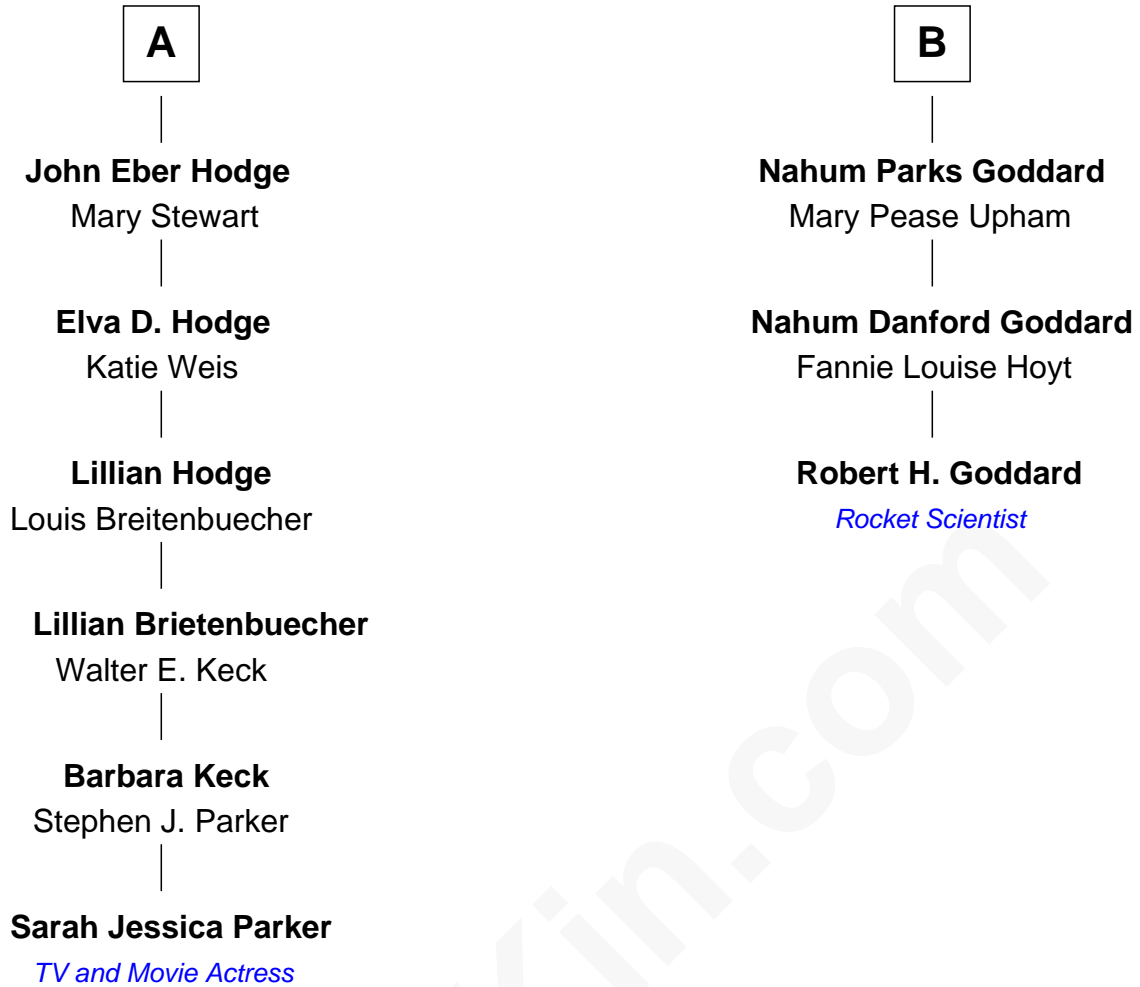 A
John Eber Hodge
Mary Stewart
Elva D. Hodge
Katie Weis
Lillian Hodge
Louis Breitenbuecher
Lillian Brietenbuecher
Walter E. Keck
Barbara Keck
Stephen J. Parker
Sarah Jessica Parker
TV and Movie Actress
B
Nahum Parks Goddard
Mary Pease Upham
Nahum Danford Goddard
Fannie Louise Hoyt
Robert H. Goddard
Rocket Scientist
Kin.com